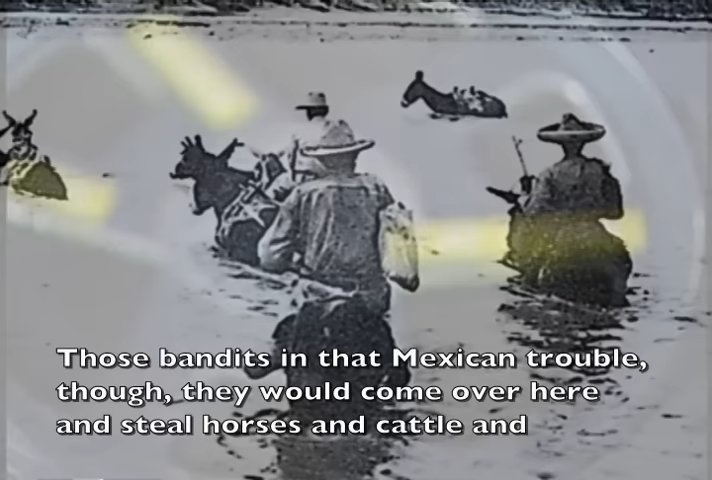 Those bandits in that Mexican trouble,
though, they would come over here
and steal horses and cattle and